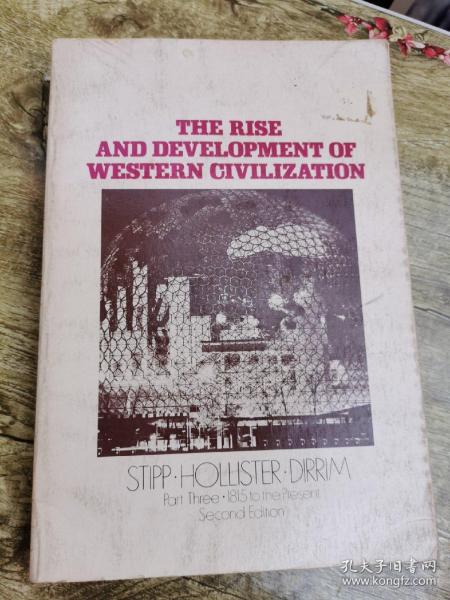 THE RISE
AND DEVELOPMENT OF
WESTERN CIVILIZATION
STIPP·HOLLISTER·DIRRIM
Part Three · 1815 to the Present
Second Edition
孔夫子旧书网
www.kongfz.com